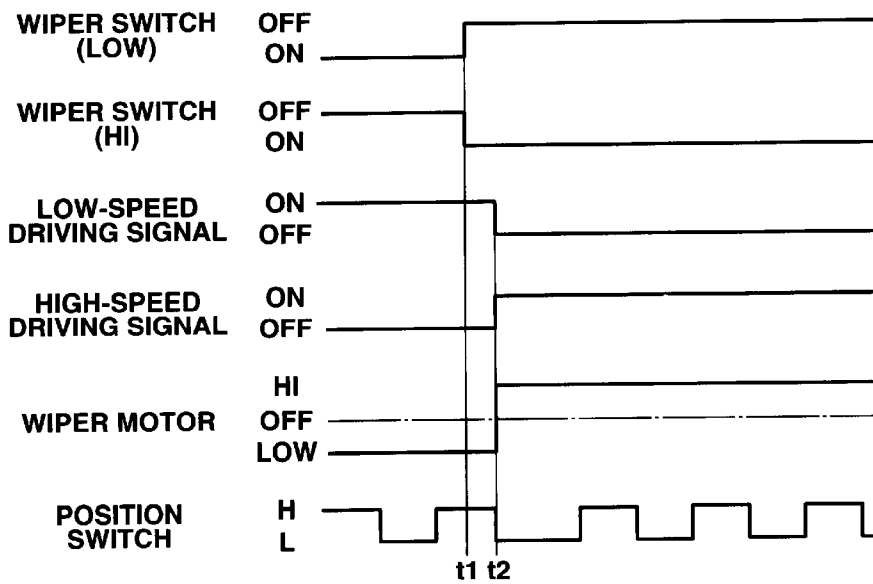 WIPER SWITCH
(LOW)
OFF
ON
WIPER SWITCH
(HI)
OFF
ON
LOW-SPEED
DRIVING SIGNAL
ON
OFF
HIGH-SPEED
DRIVING SIGNAL
ON
OFF
WIPER MOTOR
HI
OFF
LOW
POSITION
SWITCH
H
L
t1 t2